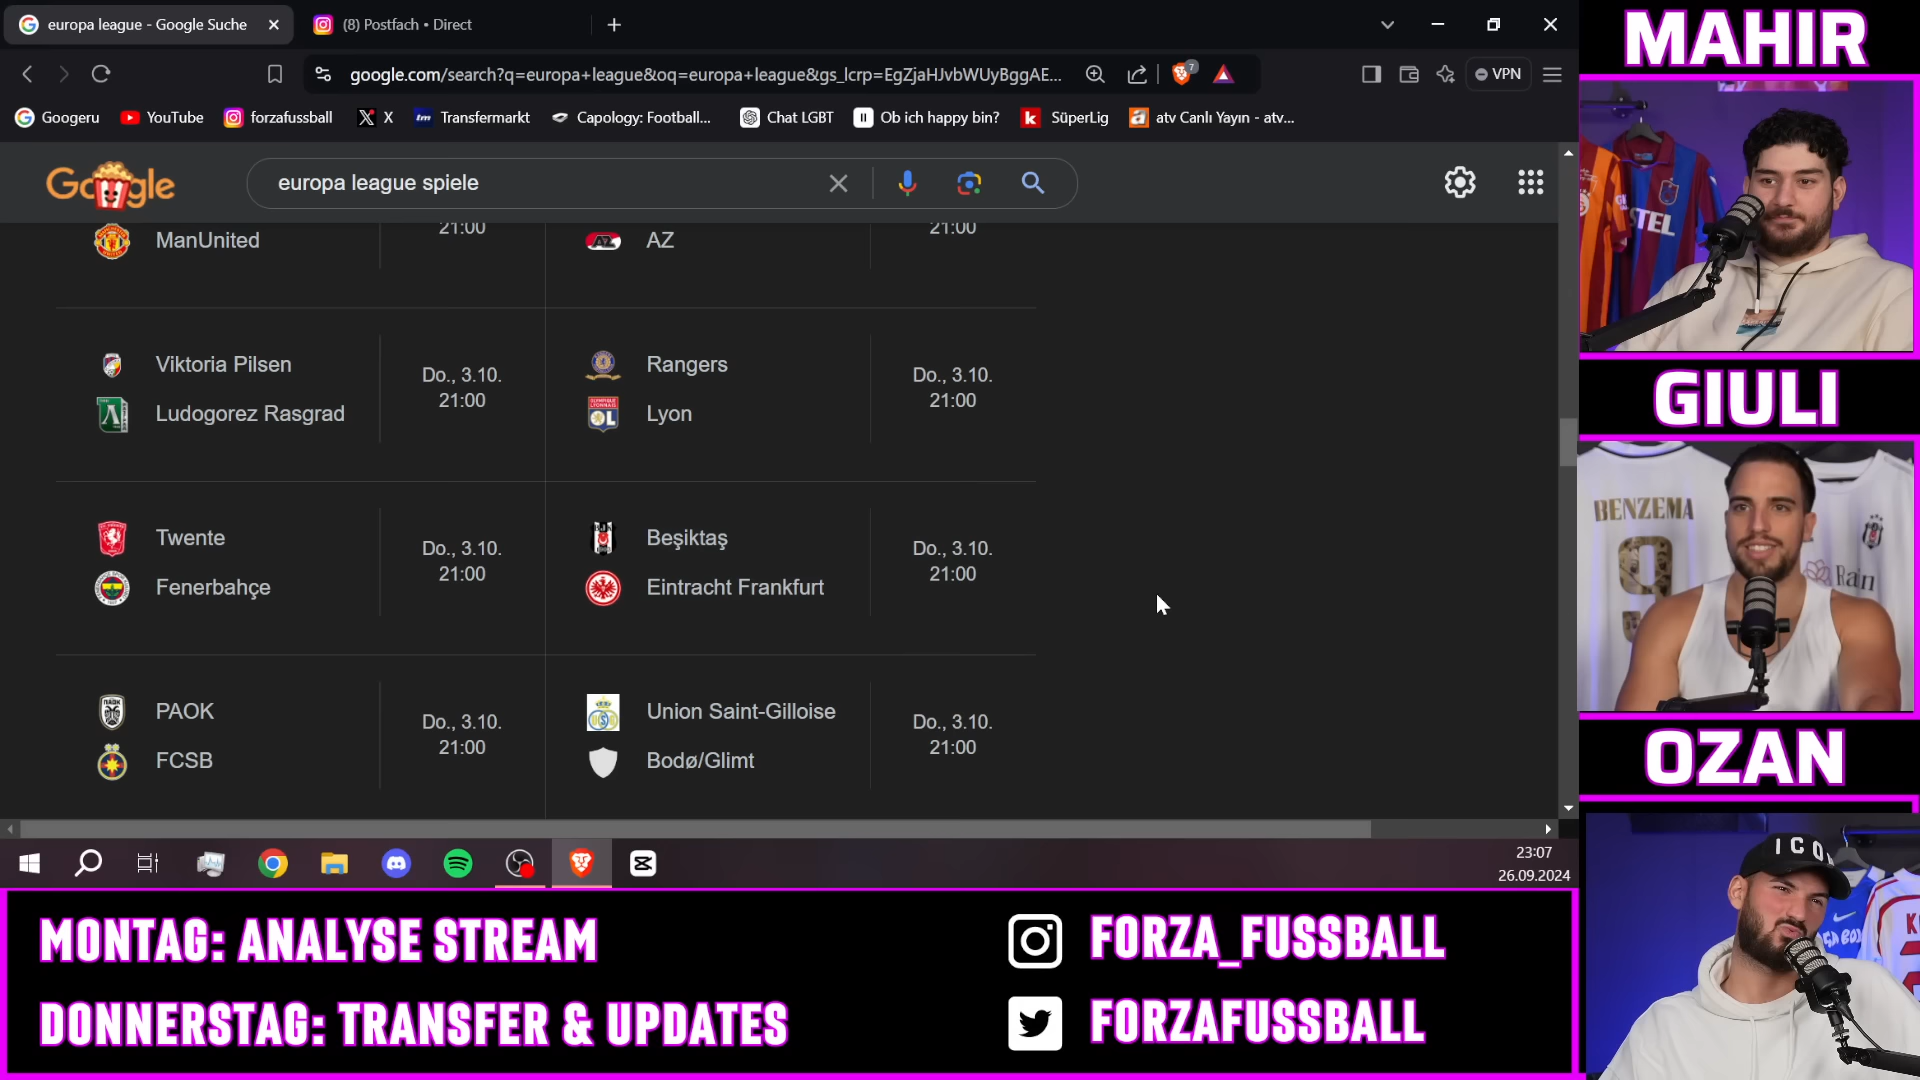 europa league - Google Suche
(8) Postfach • Direct
google.com/search?q=europa+league&oq=europa+league&gs_lcrp=EgZjaHJvbWUyBggAE...
7
VPN
Googeru
YouTube
forzafussball
X
Transfermarkt
Capology: Football...
Chat LGBT
Ob ich happy bin?
SüperLig
atv Canlı Yayın - atv...
Google
europa league spiele
ManUnited
21:00
AZ
21:00
Viktoria Pilsen
Ludogorez Rasgrad
Do., 3.10.
21:00
Rangers
Lyon
Do., 3.10.
21:00
Twente
Fenerbahçe
Do., 3.10.
21:00
Beşiktaş
Eintracht Frankfurt
Do., 3.10.
21:00
PAOK
FCSB
Do., 3.10.
21:00
Union Saint-Gilloise
Bodø/Glimt
Do., 3.10.
21:00
23:07
26.09.2024
MONTAG: ANALYSE STREAM
DONNERSTAG: TRANSFER & UPDATES
FORZA_FUSSBALL
FORZAFUSSBALL
MAHIR
GIULI
BENZEMA
9
Rain
OZAN